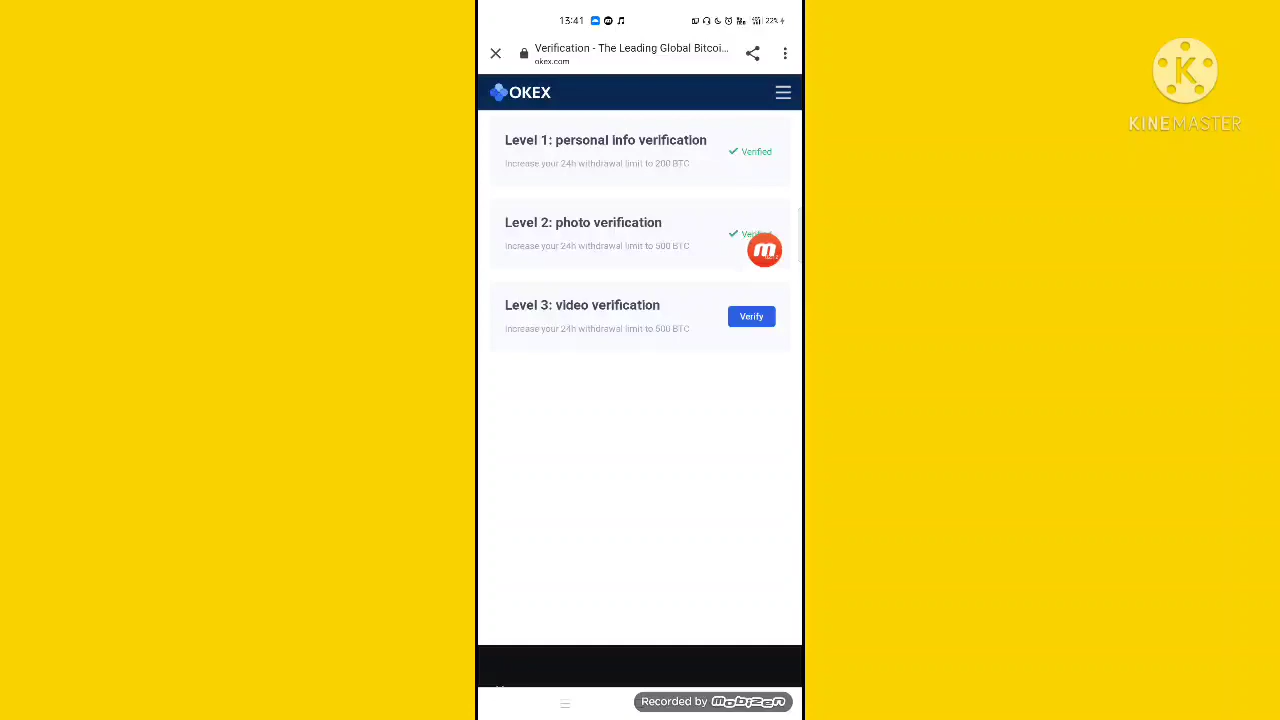 13:41
22%
Verification - The Leading Global Bitcoi...
okex.com
OKEX
Level 1: personal info verification
Verified
Increase your 24h withdrawal limit to 200 BTC
Level 2: photo verification
Increase your 24h withdrawal limit to 500 BTC
m
Level 3: video verification
Verify
Increase your 24h withdrawal limit to 500 BTC
Recorded by mobizen
K
KINEMASTER